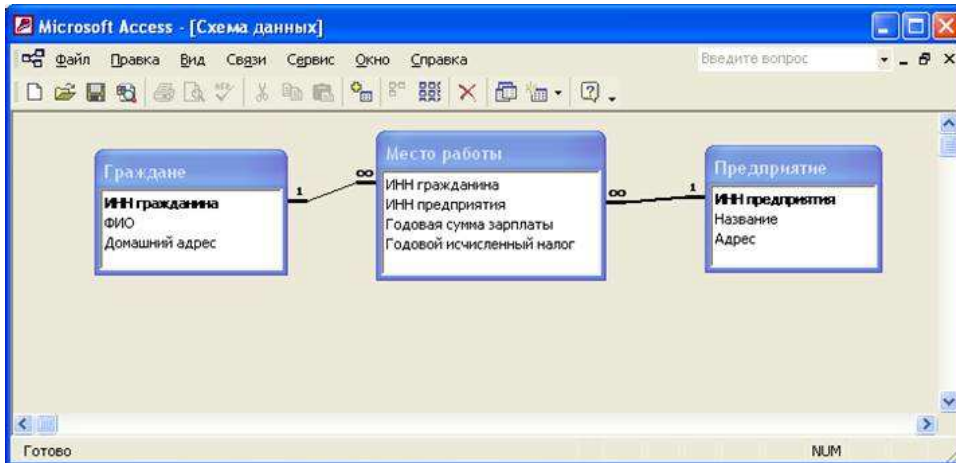 Microsoft Access - [Схема данных]
Файл Правка Вид Связи Сервис Окно Справка Введите вопрос
Граждане
ИНН гражданина
ФИО
Домашний адрес
1
∞
Место работы
ИНН гражданина
ИНН предприятия
Годовая сумма зарплаты
Годовой исчисленный налог
∞
1
Предприятие
ИНН предприятия
Название
Адрес
Готово NUM